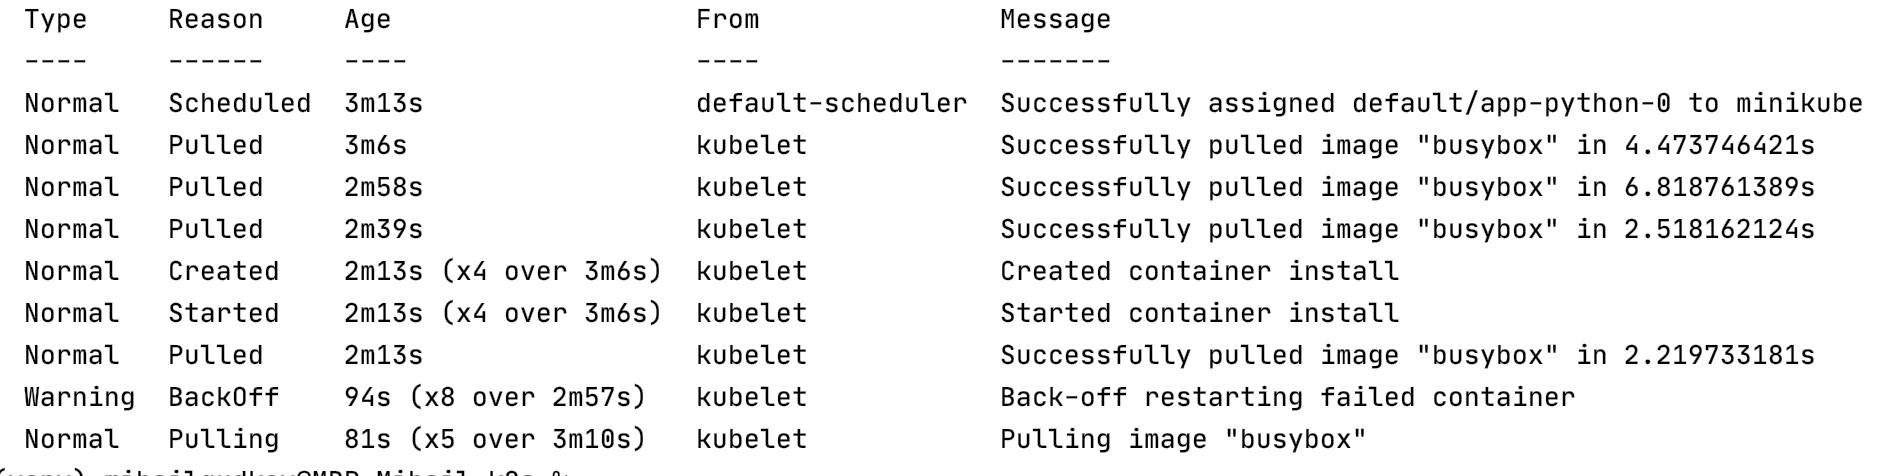 Type Reason Age From Message
---- ------ ---- ---- -------
Normal Scheduled 3m13s default-scheduler Successfully assigned default/app-python-0 to minikube
Normal Pulled 3m6s kubelet Successfully pulled image "busybox" in 4.473746421s
Normal Pulled 2m58s kubelet Successfully pulled image "busybox" in 6.818761389s
Normal Pulled 2m39s kubelet Successfully pulled image "busybox" in 2.518162124s
Normal Created 2m13s (x4 over 3m6s) kubelet Created container install
Normal Started 2m13s (x4 over 3m6s) kubelet Started container install
Normal Pulled 2m13s kubelet Successfully pulled image "busybox" in 2.219733181s
Warning BackOff 94s (x8 over 2m57s) kubelet Back-off restarting failed container
Normal Pulling 81s (x5 over 3m10s) kubelet Pulling image "busybox"